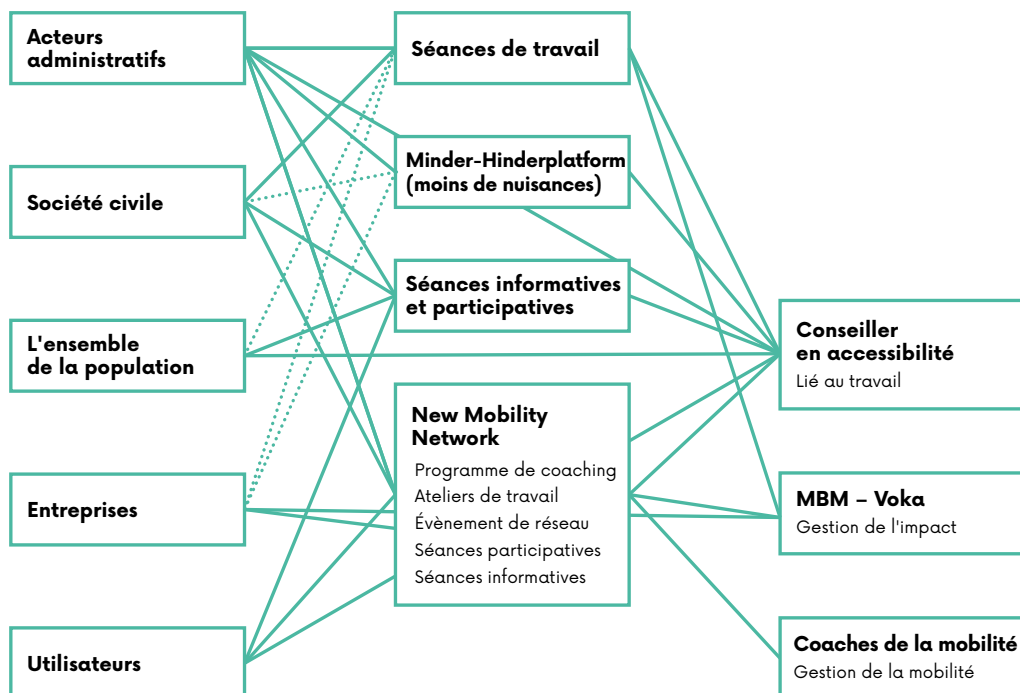 Acteurs
administratifs
Société civile
L'ensemble
de la population
Entreprises
Utilisateurs
Séances de travail
Minder-Hinderplatform
(moins de nuisances)
Séances informatives
et participatives
New Mobility
Network
Programme de coaching
Ateliers de travail
Évènement de réseau
Séances participatives
Séances informatives
Conseiller
en accessibilité
Lié au travail
MBM – Voka
Gestion de l'impact
Coaches de la mobilité
Gestion de la mobilité